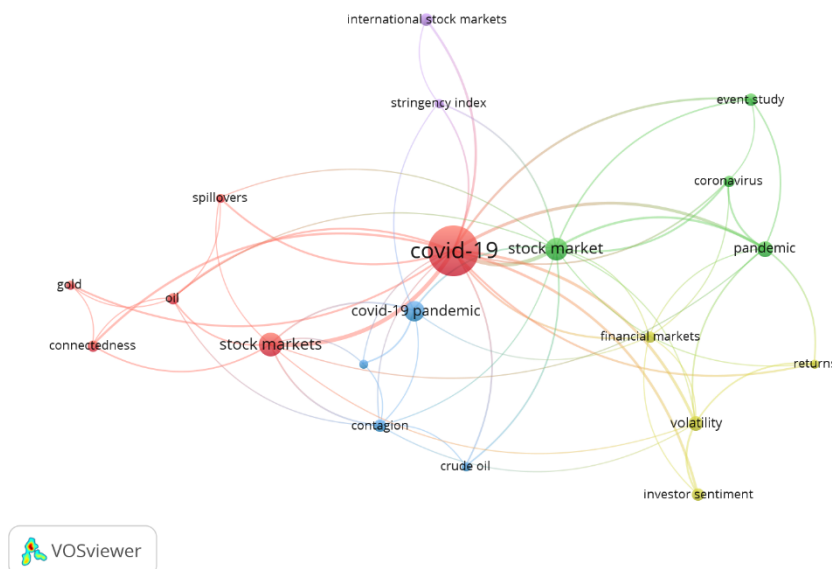 international stock markets
stringency index
event study
coronavirus
spillovers
covid-19
stock market
pandemic
gold
oil
covid-19 pandemic
connectedness
stock markets
financial markets
returns
contagion
volatility
crude oil
investor sentiment
VOSviewer